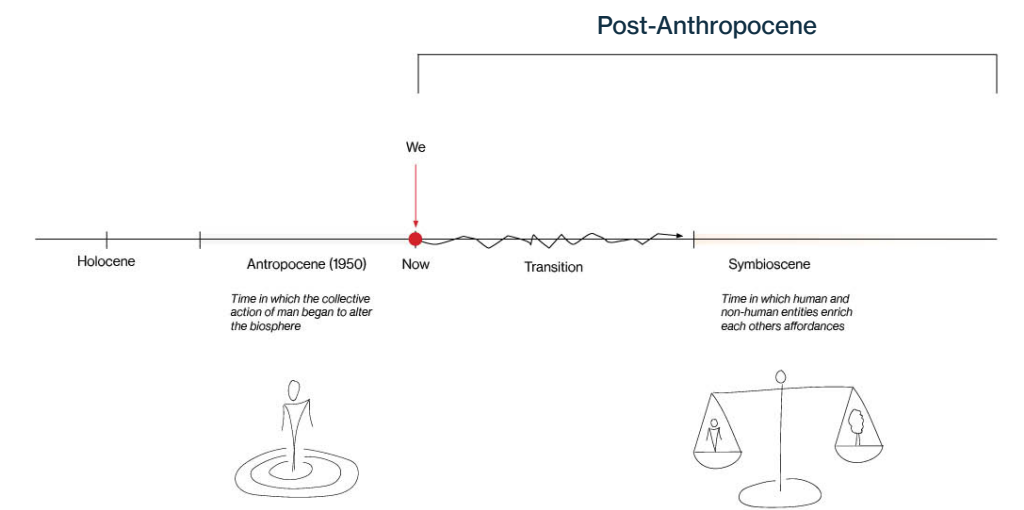 Post-Anthropocene
We
Holocene
Antropocene (1950)
Now
Transition
Symbioscene
Time in which the collective
action of man began to alter
the biosphere
Time in which human and
non-human entities enrich
each others affordances